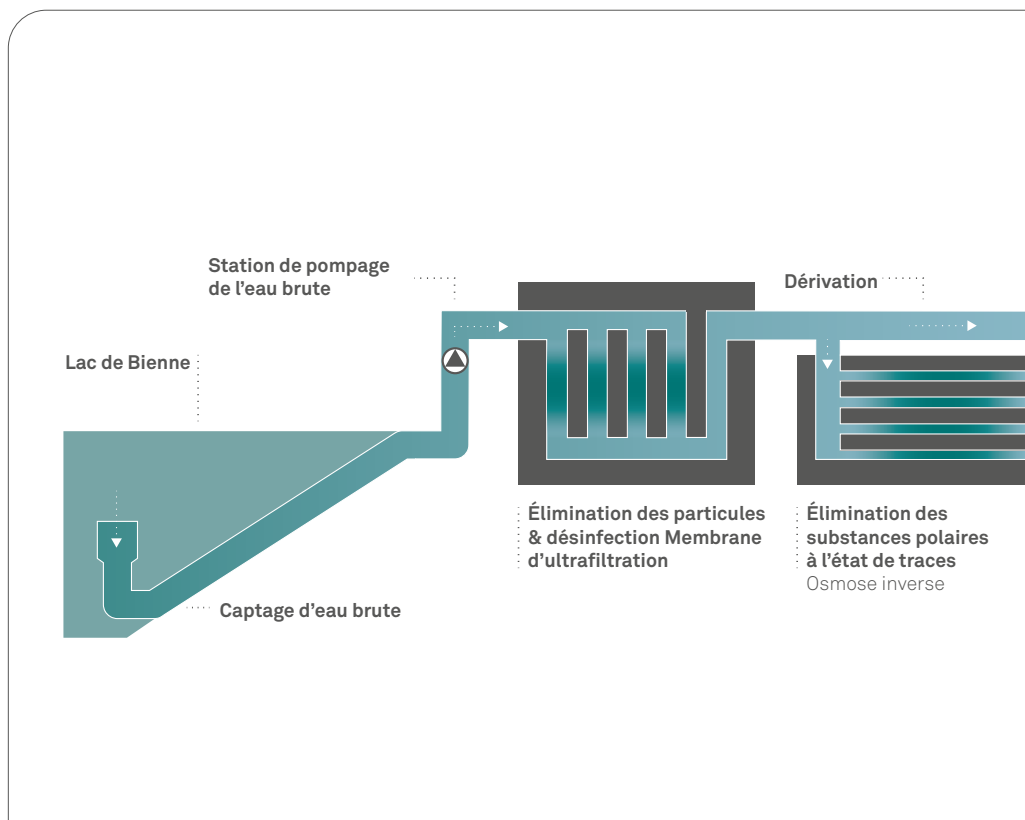 Station de pompage
de l’eau brute
Dérivation
Lac de Bienne
Élimination des particules
& désinfection Membrane
d’ultrafiltration
Élimination des
substances polaires
à l’état de traces
Osmose inverse
Captage d’eau brute